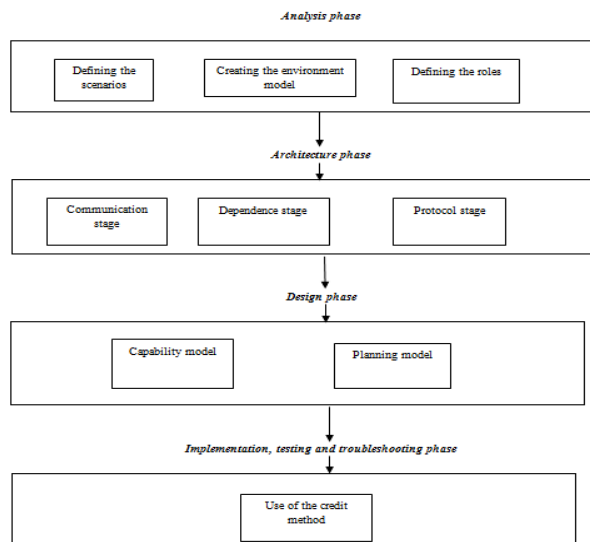 Analysis phase
Defining the
scenarios
Creating the environment
model
Defining the roles
Architecture phase
Communication
stage
Dependence stage
Protocol stage
Design phase
Capability model
Planning model
Implementation, testing and troubleshooting phase
Use of the credit
method